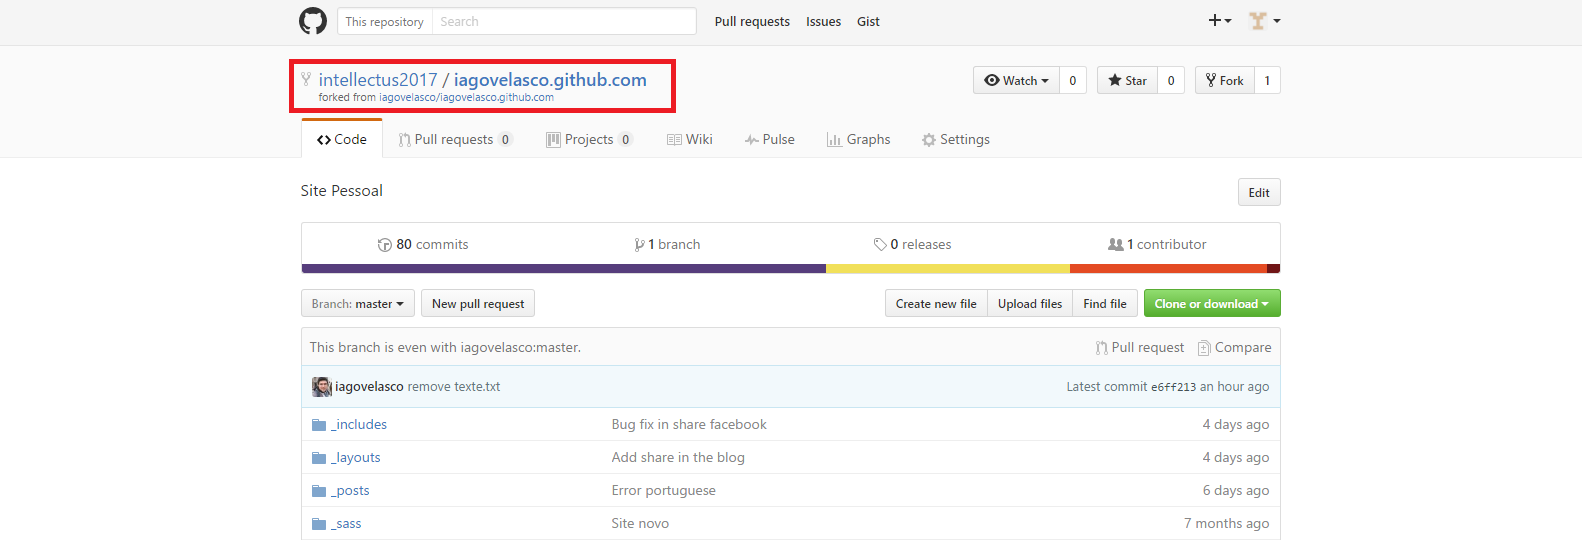 This repository Search Pull requests Issues Gist
intellectus2017 / iagovelasco.github.com Watch 0 Star 0 Fork 1
forked from iagovelasco/iagovelasco.github.com
Code Pull requests 0 Projects 0 Wiki Pulse Graphs Settings
Site Pessoal Edit
80 commits 1 branch 0 releases 1 contributor
Branch: master New pull request Create new file Upload files Find file Clone or download
This branch is even with iagovelasco:master. Pull request Compare
iagovelasco remove texte.txt Latest commit e6ff213 an hour ago
_includes Bug fix in share facebook 4 days ago
_layouts Add share in the blog 4 days ago
_posts Error portuguese 6 days ago
_sass Site novo 7 months ago